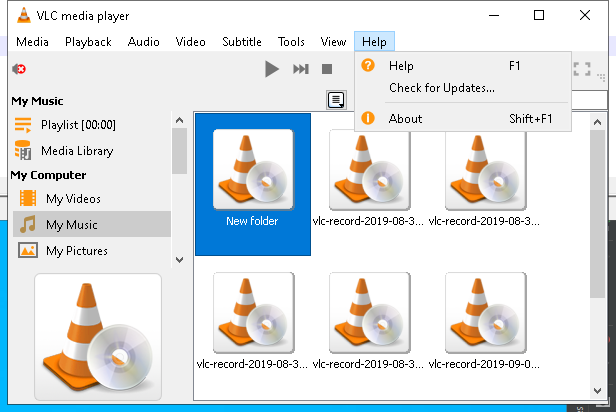 VLC media player
Media Playback Audio Video Subtitle Tools View Help
Help F1
Check for Updates...
About Shift+F1
My Music
Playlist [00:00]
Media Library
My Computer
My Videos
My Music
My Pictures
New folder
vlc-record-2019-08-3...
vlc-record-2019-08-3...
vlc-record-2019-08-3...
vlc-record-2019-08-3...
vlc-record-2019-09-0...